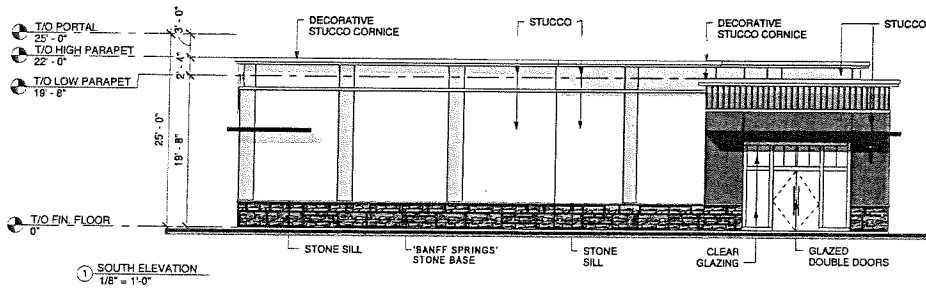 T/O PORTAL
25' - 0"
T/O HIGH PARAPET
22' - 0"
T/O LOW PARAPET
19' - 8"
3' - 0"
2' - 4"
25' - 0"
19' - 8"
T/O FIN. FLOOR
0"
DECORATIVE
STUCCO CORNICE
STUCCO
DECORATIVE
STUCCO CORNICE
STUCCO
STONE SILL
'BANFF SPRINGS'
STONE BASE
STONE
SILL
CLEAR
GLAZING
GLAZED
DOUBLE DOORS
1 SOUTH ELEVATION
1/8" = 1'-0"